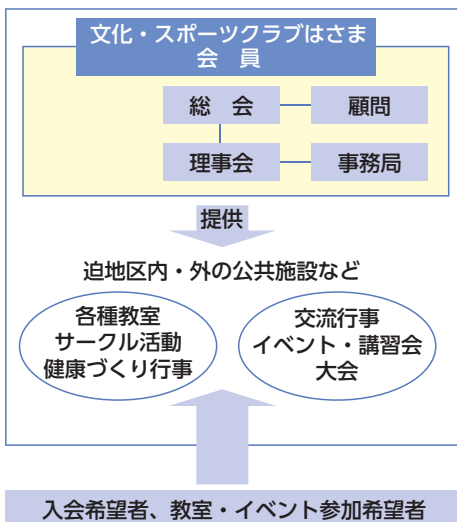 文化・スポーツクラブはさま
会　員
総　会
顧問
理事会
事務局
提供
迫地区内・外の公共施設など
各種教室
サークル活動
健康づくり行事
交流行事
イベント・講習会
大会
入会希望者、教室・イベント参加希望者